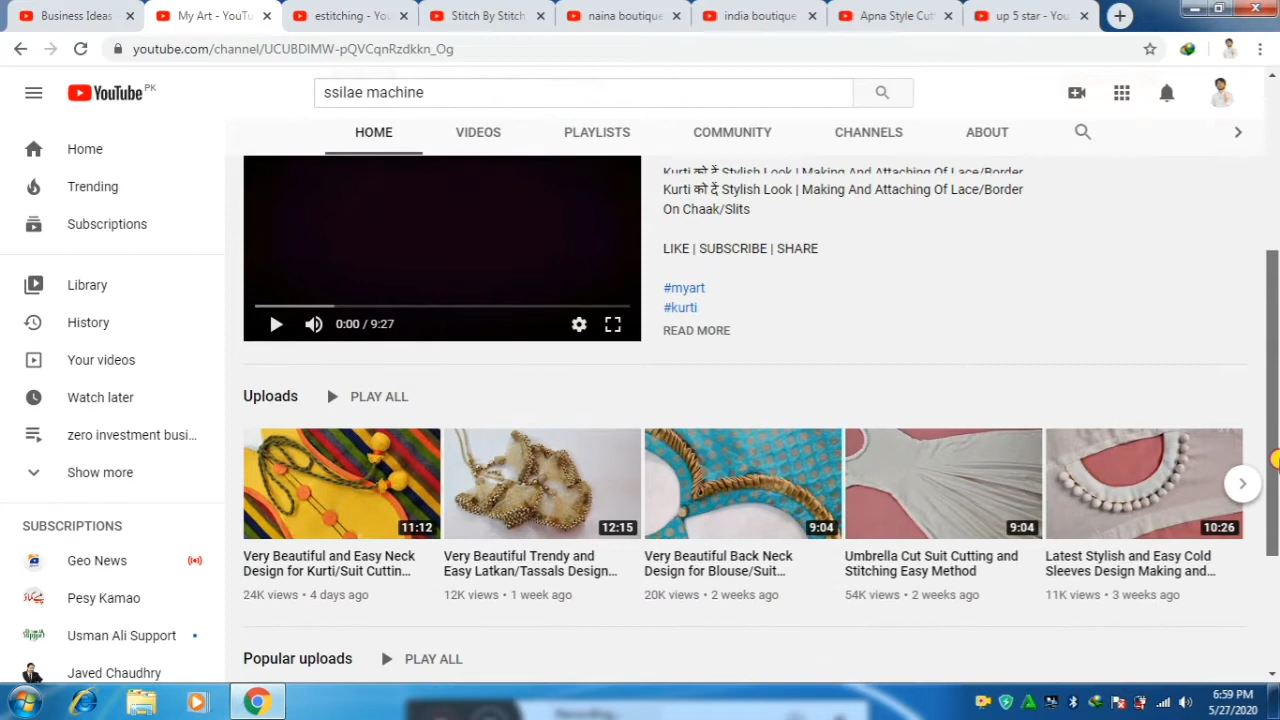 Business Ideas
My Art - YouTu
estitching - You
Stitch By Stitch
naina boutique
india boutique
Apna Style Cut
up 5 star - You
youtube.com/channel/UCUBDIMW-pQVCqnRzdkkn_Og
YouTube PK
ssilae machine
HOME
VIDEOS
PLAYLISTS
COMMUNITY
CHANNELS
ABOUT
Home
Trending
Subscriptions
Library
History
Your videos
Watch later
zero investment busi...
Show more
SUBSCRIPTIONS
Geo News
Pesy Kamao
Usman Ali Support
Javed Chaudhry
0:00 / 9:27
Kurti को दें Stylish Look | Making And Attaching Of Lace/Border
Kurti को दें Stylish Look | Making And Attaching Of Lace/Border
On Chaak/Slits
LIKE | SUBSCRIBE | SHARE
#myart
#kurti
READ MORE
Uploads
PLAY ALL
11:12
12:15
9:04
9:04
10:26
Very Beautiful and Easy Neck
Design for Kurti/Suit Cuttin...
24K views • 4 days ago
Very Beautiful Trendy and
Easy Latkan/Tassals Design...
12K views • 1 week ago
Very Beautiful Back Neck
Design for Blouse/Suit...
20K views • 2 weeks ago
Umbrella Cut Suit Cutting and
Stitching Easy Method
54K views • 2 weeks ago
Latest Stylish and Easy Cold
Sleeves Design Making and...
11K views • 3 weeks ago
Popular uploads
PLAY ALL
6:59 PM
5/27/2020